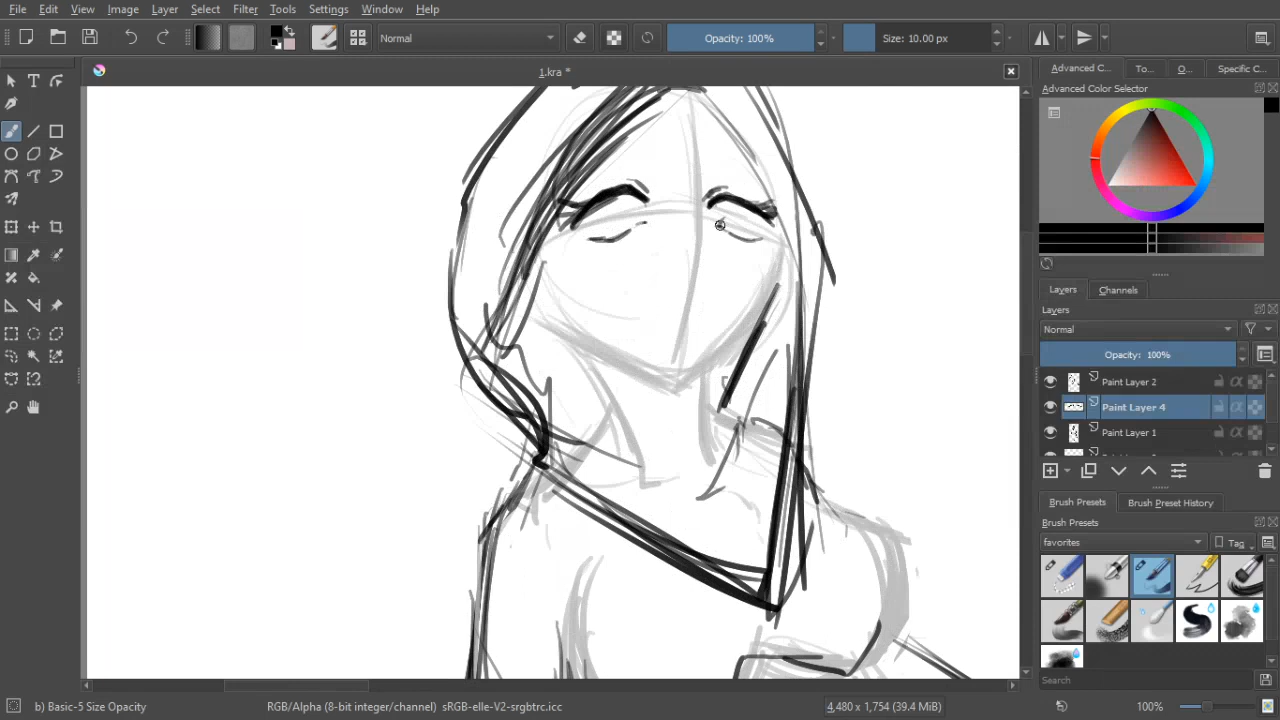 File Edit View Image Layer Select Filter Tools Settings Window Help
Normal Opacity: 100% Size: 10.00 px
1.kra *
Advanced C... To... O... Specific C...
Advanced Color Selector
Layers Channels
Layers
Normal
Opacity: 100%
Paint Layer 2
Paint Layer 4
Paint Layer 1
Brush Presets Brush Preset History
Brush Presets
favorites Tag
Search
b) Basic-5 Size Opacity RGB/Alpha (8-bit integer/channel) sRGB-elle-V2-srgbtrc.icc 4,480 x 1,754 (39.4 MiB) 100%